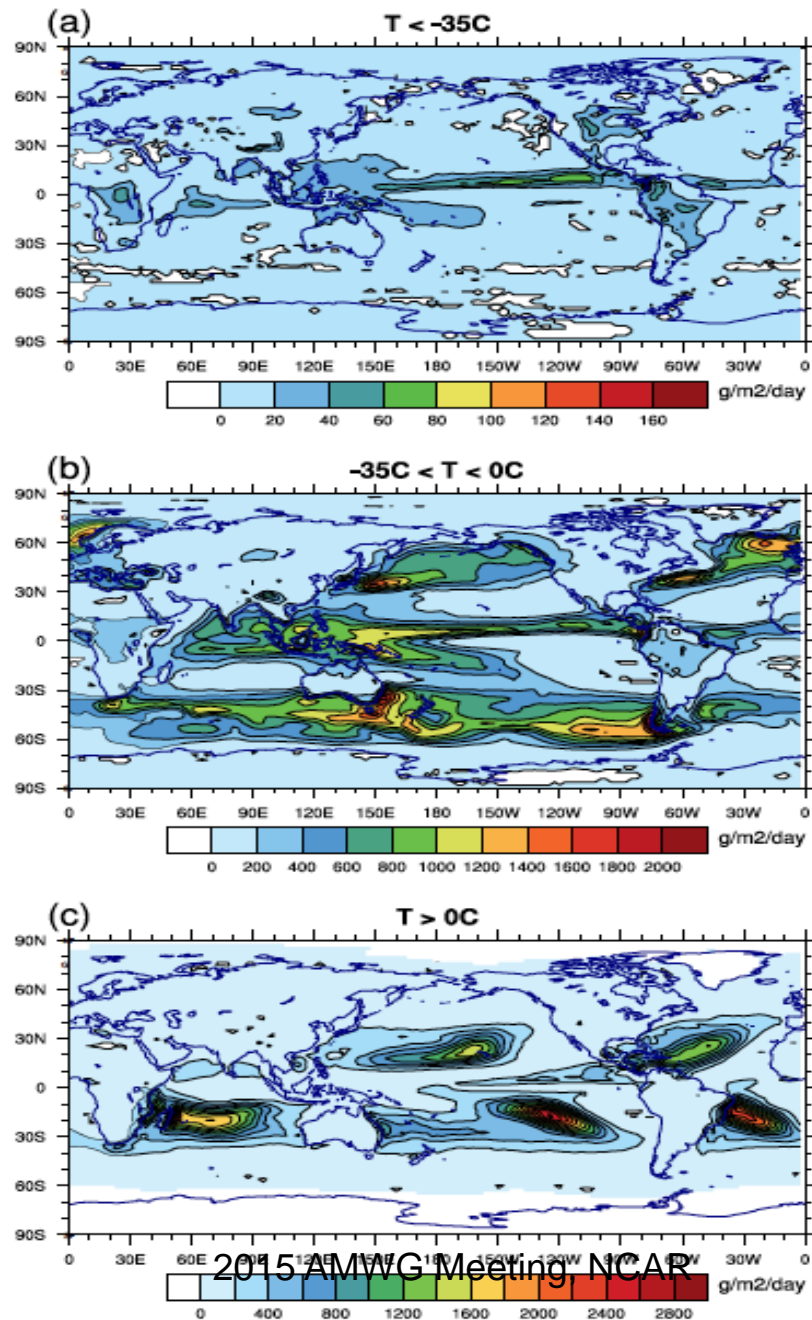 (a) T < -35C
90N
60N
30N
0
30S
60S
90S
0 30E 60E 90E 120E 150E 180 150W 120W 90W 60W 30W 0
0 20 40 60 80 100 120 140 160 g/m2/day
(b) -35C < T < 0C
90N
60N
30N
0
30S
60S
90S
0 30E 60E 90E 120E 150E 180 150W 120W 90W 60W 30W 0
0 200 400 600 800 1000 1200 1400 1600 1800 2000 g/m2/day
(c) T > 0C
90N
60N
30N
0
30S
60S
90S
0 30E 60E 90E 120E 150E 180 150W 120W 90W 60W 30W 0
2015 AMWG Meeting, NCAR
0 400 800 1200 1600 2000 2400 2800 g/m2/day